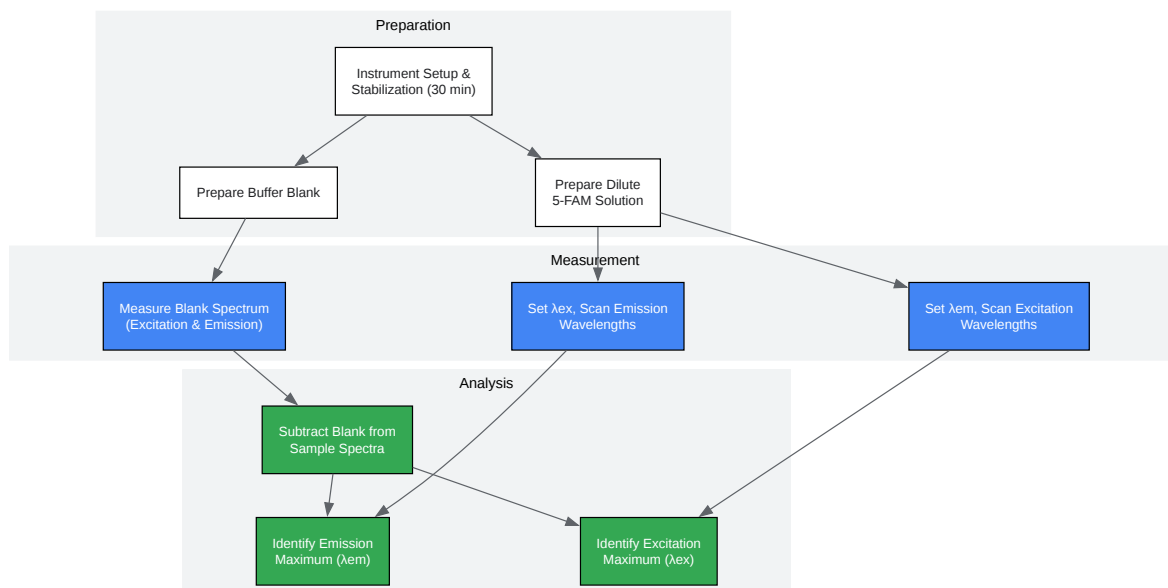 Preparation
Instrument Setup &
Stabilization (30 min)
Prepare Buffer Blank
Prepare Dilute
5-FAM Solution
Measurement
Measure Blank Spectrum
(Excitation & Emission)
Set λex, Scan Emission
Wavelengths
Set λem, Scan Excitation
Wavelengths
Analysis
Subtract Blank from
Sample Spectra
Identify Emission
Maximum (λem)
Identify Excitation
Maximum (λex)